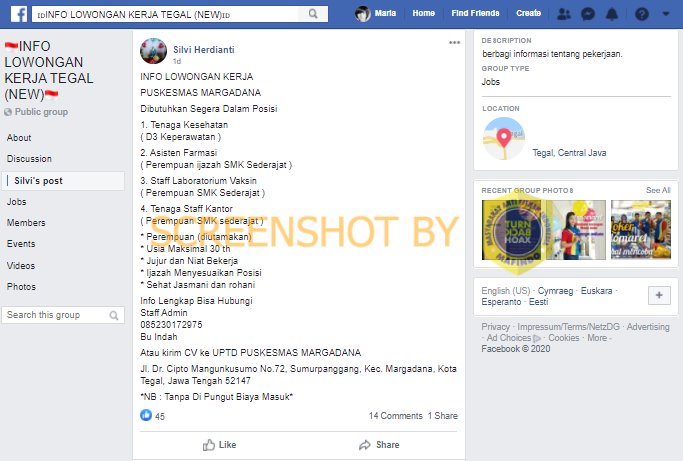 INFO LOWONGAN KERJA TEGAL (NEW)
Maria
Home
Find Friends
Create
INFO
LOWONGAN
KERJA TEGAL
(NEW)
Public group
About
Discussion
Silvi's post
Jobs
Members
Events
Videos
Photos
Search this group
Silvi Herdianti
1d
INFO LOWONGAN KERJA
PUSKESMAS MARGADANA
Dibutuhkan Segera Dalam Posisi
1. Tenaga Kesehatan
( D3 Keperawatan )
2. Asisten Farmasi
( Perempuan ijazah SMK Sederajat )
3. Staff Laboratorium Vaksin
( Perempuan SMK Sederajat )
4. Tenaga Staff Kantor
( Perempuan SMK sederajat )
* Perempuan (diutamakan)
* Usia Maksimal 30 th
* Jujur dan Niat Bekerja
* Ijazah Menyesuaikan Posisi
* Sehat Jasmani dan rohani
Info Lengkap Bisa Hubungi
Staff Admin
085230172975
Bu Indah
Atau kirim CV ke UPTD PUSKESMAS MARGADANA
Jl. Dr. Cipto Mangunkusumo No.72, Sumurpanggang, Kec. Margadana, Kota
Tegal, Jawa Tengah 52147
*NB : Tanpa Di Pungut Biaya Masuk*
45
14 Comments 1 Share
Like
Share
SCREENSHOT BY
TURN
BACK
HOAX
MAFINDO
DESCRIPTION
berbagi informasi tentang pekerjaan.
GROUP TYPE
Jobs
LOCATION
Tegal, Central Java
RECENT GROUP PHOTOS
See All
English (US) · Cymraeg · Euskara ·
Esperanto · Eesti
Privacy · Impressum/Terms/NetzDG · Advertising
· Ad Choices · Cookies · More
Facebook © 2020